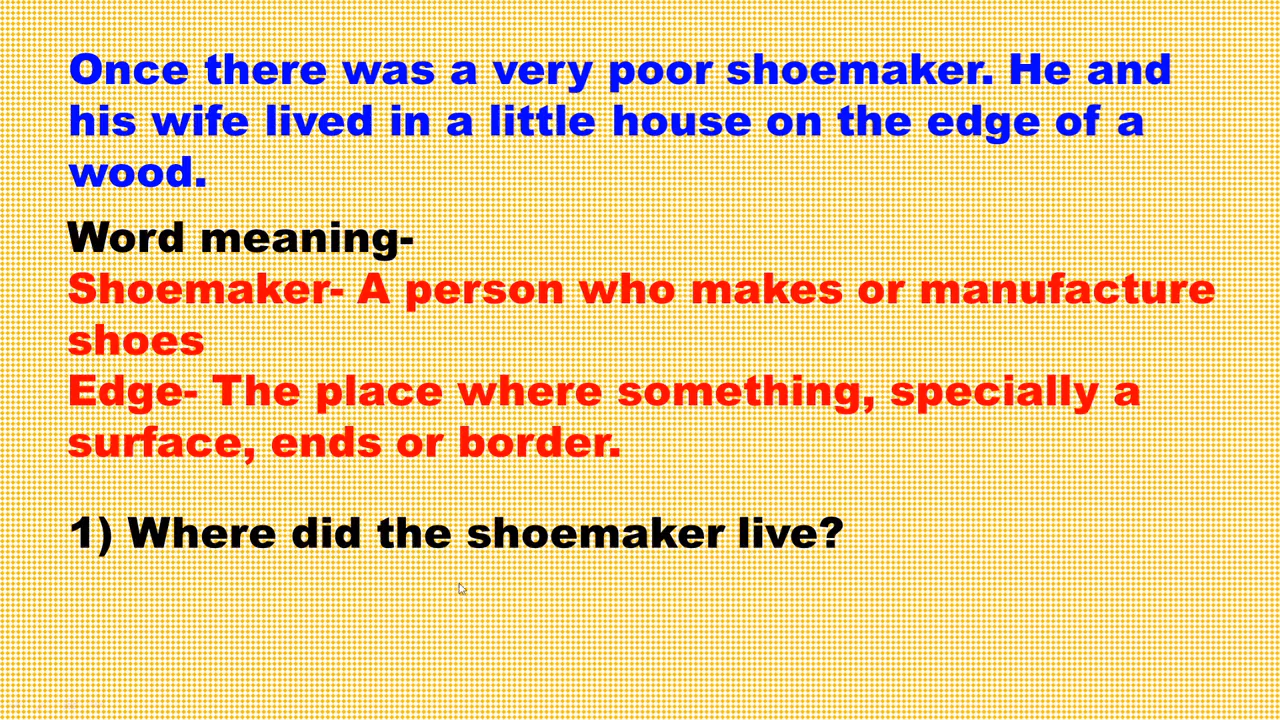 Once there was a very poor shoemaker. He and
his wife lived in a little house on the edge of a
wood.
Word meaning-
Shoemaker- A person who makes or manufacture
shoes
Edge- The place where something, specially a
surface, ends or border.
1) Where did the shoemaker live?